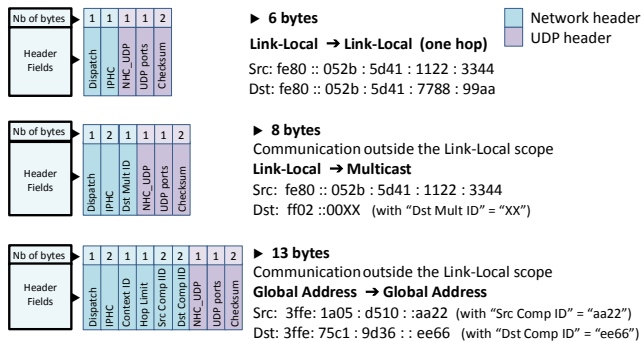 Nb of bytes 1 1 1 1 2
Header Fields
Dispatch IPHC NHC_UDP UDP ports Checksum
► 6 bytes
Link-Local → Link-Local (one hop)
Src: fe80 :: 052b : 5d41 : 1122 : 3344
Dst: fe80 :: 052b : 5d41 : 7788 : 99aa
Network header
UDP header
Nb of bytes 1 2 1 1 1 2
Header Fields
Dispatch IPHC Dst Mult ID NHC_UDP UDP ports Checksum
► 8 bytes
Communication outside the Link-Local scope
Link-Local → Multicast
Src: fe80 :: 052b : 5d41 : 1122 : 3344
Dst: ff02 ::00XX (with “Dst Mult ID” = “XX”)
Nb of bytes 1 2 1 1 2 2 1 1 2
Header Fields
Dispatch IPHC Context ID Hop Limit Src Comp IID Dst Comp IID NHC_UDP UDP ports Checksum
► 13 bytes
Communication outside the Link-Local scope
Global Address → Global Address
Src: 3ffe: 1a05 : d510 : :aa22 (with “Src Comp ID” = “aa22”)
Dst: 3ffe: 75c1 : 9d36 : : ee66 (with “Dst Comp ID” = “ee66”)